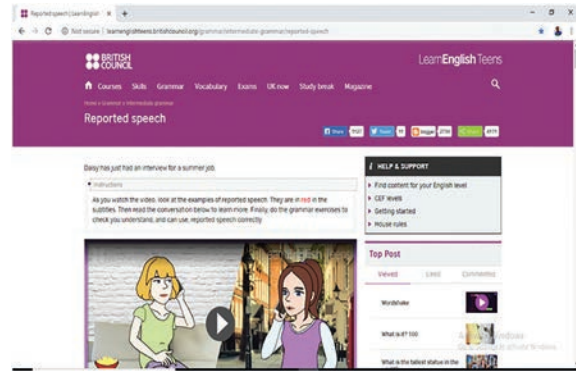 Reported speech | LearnEnglish
Not secure | learnenglishteens.britishcouncil.org/grammar/intermediate-grammar/reported-speech
BRITISH
COUNCIL
LearnEnglish Teens
Courses Skills Grammar Vocabulary Exams UK now Study break Magazine
Home » Grammar » Intermediate grammar
Reported speech
Share Tweet blogger Share
Daisy has just had an interview for a summer job.
Instructions
As you watch the video, look at the examples of reported speech. They are in red in the
subtitles. Then read the conversation below to learn more. Finally, do the grammar exercises to
check you understand, and can use, reported speech correctly.
i HELP & SUPPORT
Find content for your English level
CEF levels
Getting started
House rules
Top Post
Viewed Liked Commented
Wordshake
What is it? 100
What is the tallest statue in the